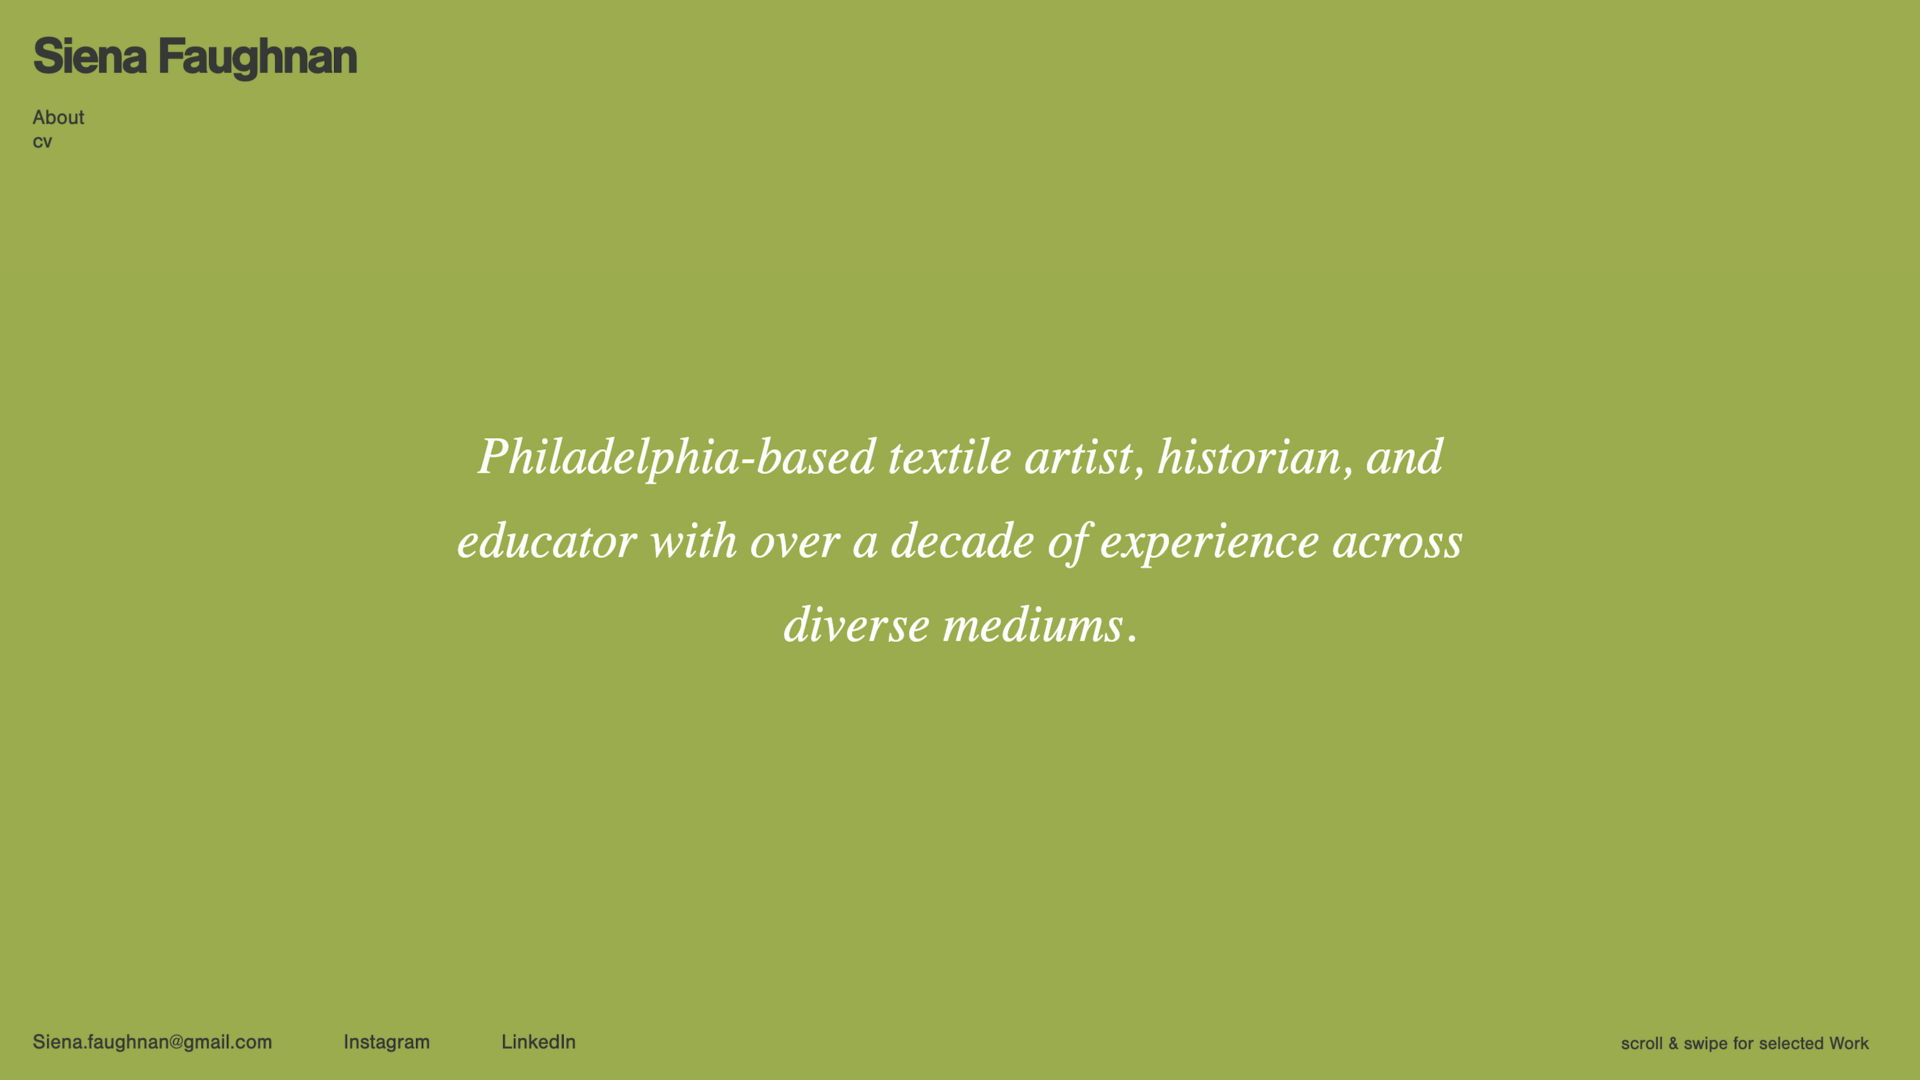 Siena Faughnan
About
cv
Philadelphia-based textile artist, historian, and
educator with over a decade of experience across
diverse mediums.
Siena.faughnan@gmail.com
Instagram
LinkedIn
scroll & swipe for selected Work